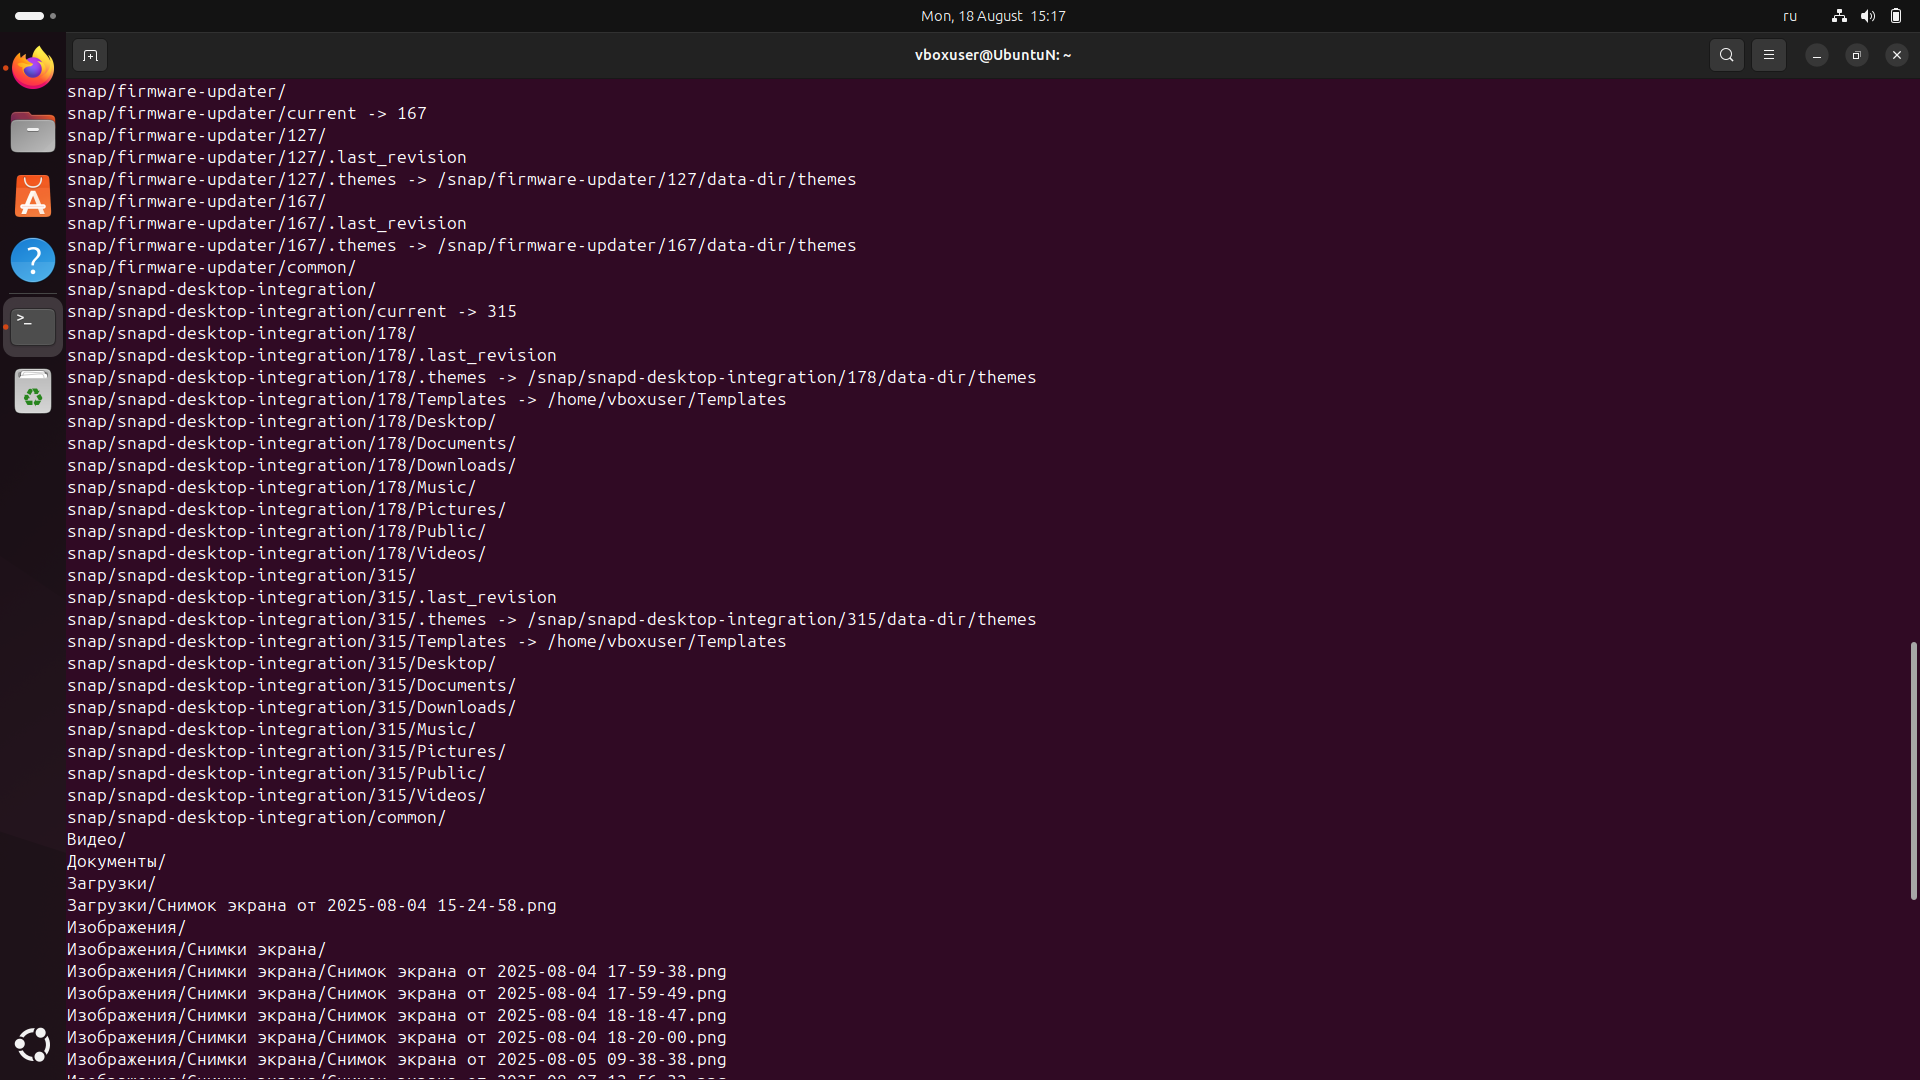 Mon, 18 August 15:17
ru
vboxuser@UbuntuN: ~
snap/firmware-updater/
snap/firmware-updater/current -> 167
snap/firmware-updater/127/
snap/firmware-updater/127/.last_revision
snap/firmware-updater/127/.themes -> /snap/firmware-updater/127/data-dir/themes
snap/firmware-updater/167/
snap/firmware-updater/167/.last_revision
snap/firmware-updater/167/.themes -> /snap/firmware-updater/167/data-dir/themes
snap/firmware-updater/common/
snap/snapd-desktop-integration/
snap/snapd-desktop-integration/current -> 315
snap/snapd-desktop-integration/178/
snap/snapd-desktop-integration/178/.last_revision
snap/snapd-desktop-integration/178/.themes -> /snap/snapd-desktop-integration/178/data-dir/themes
snap/snapd-desktop-integration/178/Templates -> /home/vboxuser/Templates
snap/snapd-desktop-integration/178/Desktop/
snap/snapd-desktop-integration/178/Documents/
snap/snapd-desktop-integration/178/Downloads/
snap/snapd-desktop-integration/178/Music/
snap/snapd-desktop-integration/178/Pictures/
snap/snapd-desktop-integration/178/Public/
snap/snapd-desktop-integration/178/Videos/
snap/snapd-desktop-integration/315/
snap/snapd-desktop-integration/315/.last_revision
snap/snapd-desktop-integration/315/.themes -> /snap/snapd-desktop-integration/315/data-dir/themes
snap/snapd-desktop-integration/315/Templates -> /home/vboxuser/Templates
snap/snapd-desktop-integration/315/Desktop/
snap/snapd-desktop-integration/315/Documents/
snap/snapd-desktop-integration/315/Downloads/
snap/snapd-desktop-integration/315/Music/
snap/snapd-desktop-integration/315/Pictures/
snap/snapd-desktop-integration/315/Public/
snap/snapd-desktop-integration/315/Videos/
snap/snapd-desktop-integration/common/
Видео/
Документы/
Загрузки/
Загрузки/Снимок экрана от 2025-08-04 15-24-58.png
Изображения/
Изображения/Снимки экрана/
Изображения/Снимки экрана/Снимок экрана от 2025-08-04 17-59-38.png
Изображения/Снимки экрана/Снимок экрана от 2025-08-04 17-59-49.png
Изображения/Снимки экрана/Снимок экрана от 2025-08-04 18-18-47.png
Изображения/Снимки экрана/Снимок экрана от 2025-08-04 18-20-00.png
Изображения/Снимки экрана/Снимок экрана от 2025-08-05 09-38-38.png